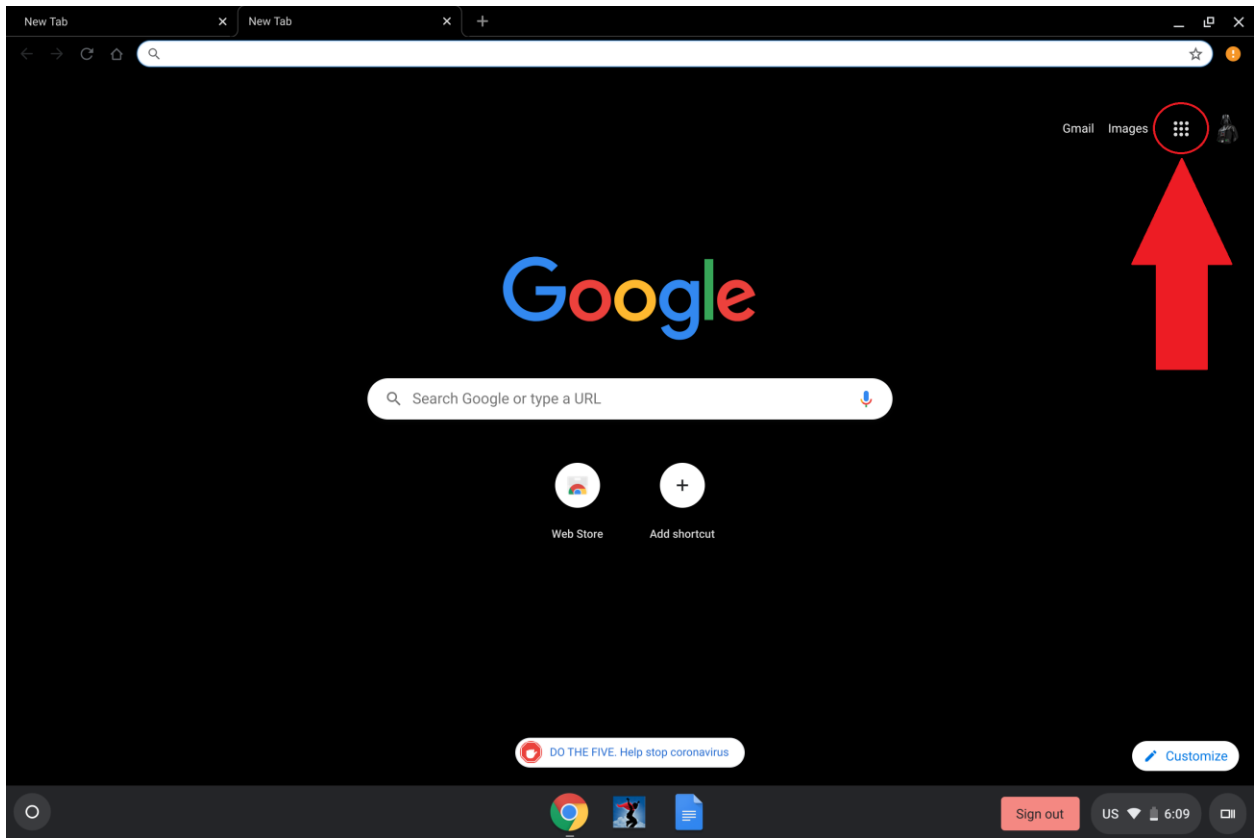 New Tab
New Tab
Gmail Images
Google
Search Google or type a URL
Web Store
Add shortcut
DO THE FIVE. Help stop coronavirus
Customize
Sign out
US 6:09